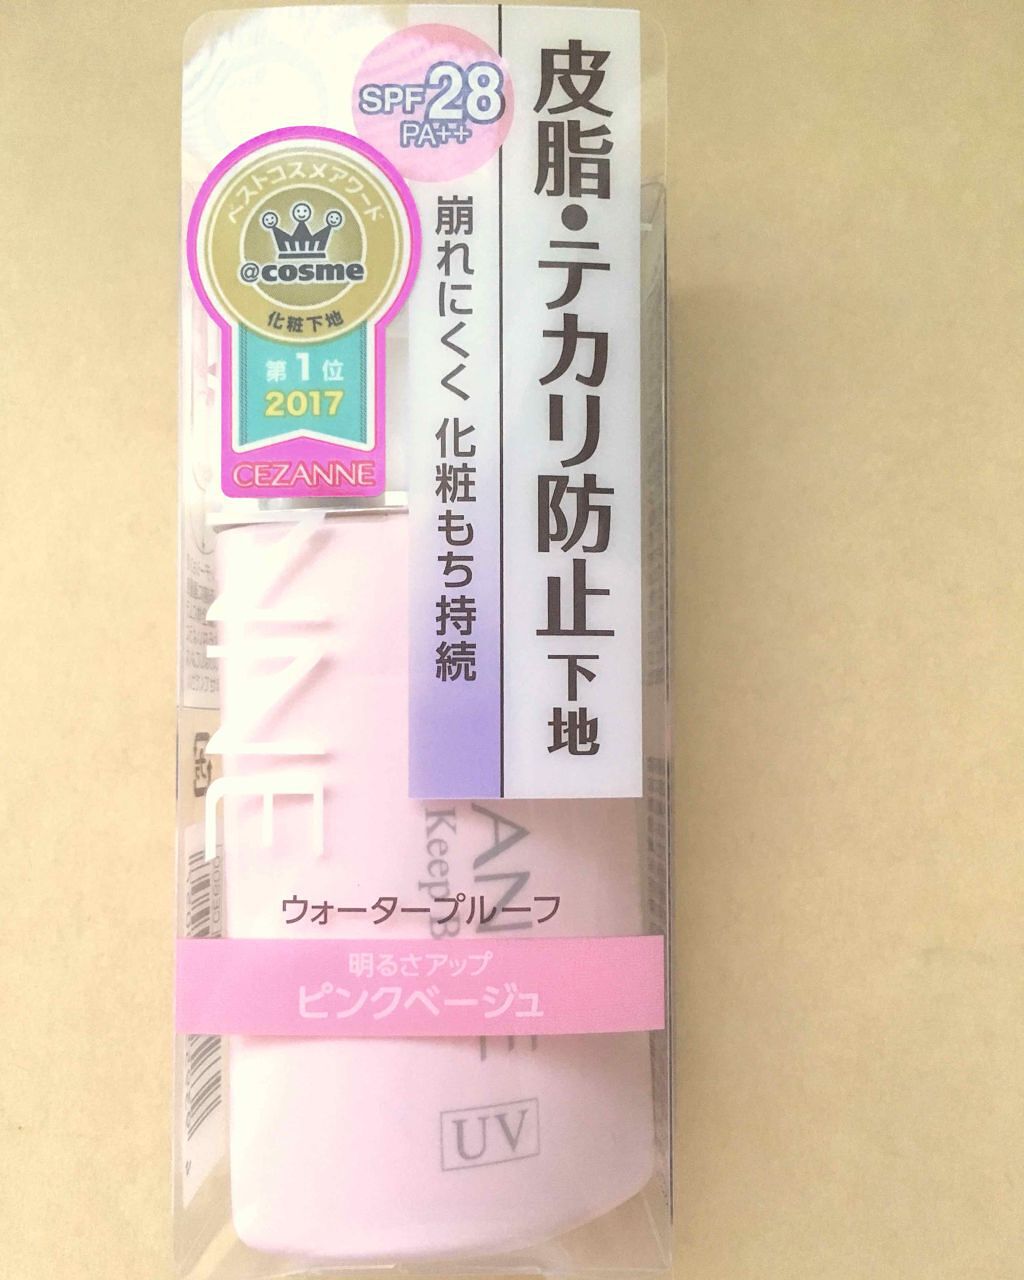 SPF28
PA++
皮脂・テカリ防止下地
崩れにくく 化粧もち持続
ベストコスメアワード
@cosme
化粧下地
第1位
2017
CEZANNE
NNE
AN
Keep B
E
ウォータープルーフ
明るさアップ
ピンクベージュ
UV